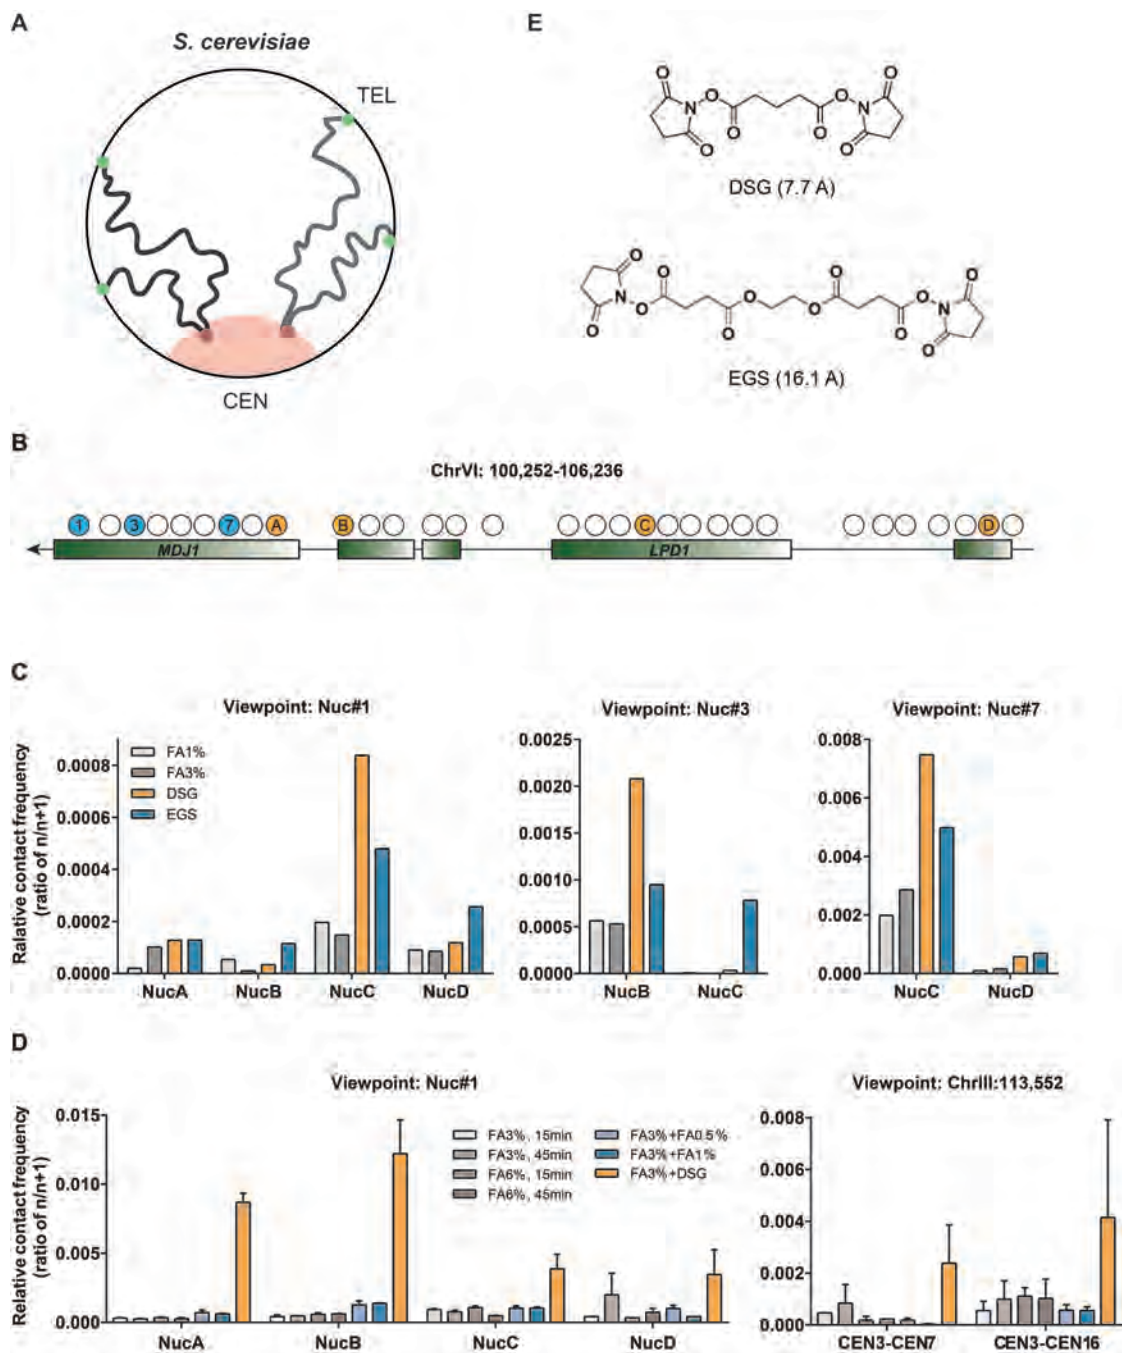 A
S. cerevisiae
TEL
CEN
E
O
O
N
O
O
O
O
O
N
O
O
DSG (7.7 A)
O
N
O
O
O
O
O
O
O
O
O
N
O
O
EGS (16.1 A)
B
ChrVI: 100,252-106,236
1 3 7 A B C D
MDJ1 LPD1
C
Viewpoint: Nuc#1
Ralative contact frequency
(ratio of n/n+1)
0.0008
0.0006
0.0004
0.0002
0.0000
FA1%
FA3%
DSG
EGS
NucA NucB NucC NucD
Viewpoint: Nuc#3
0.0025
0.0020
0.0015
0.0010
0.0005
0.0000
NucB NucC
Viewpoint: Nuc#7
0.008
0.006
0.004
0.002
0.000
NucC NucD
D
Viewpoint: Nuc#1
Relative contact frequency
(ratio of n/n+1)
0.015
0.010
0.005
0.000
FA3%, 15min
FA3%, 45min
FA6%, 15min
FA6%, 45min
FA3%+FA0.5%
FA3%+FA1%
FA3%+DSG
NucA NucB NucC NucD
Viewpoint: ChrIII:113,552
0.008
0.006
0.004
0.002
0.000
CEN3-CEN7 CEN3-CEN16